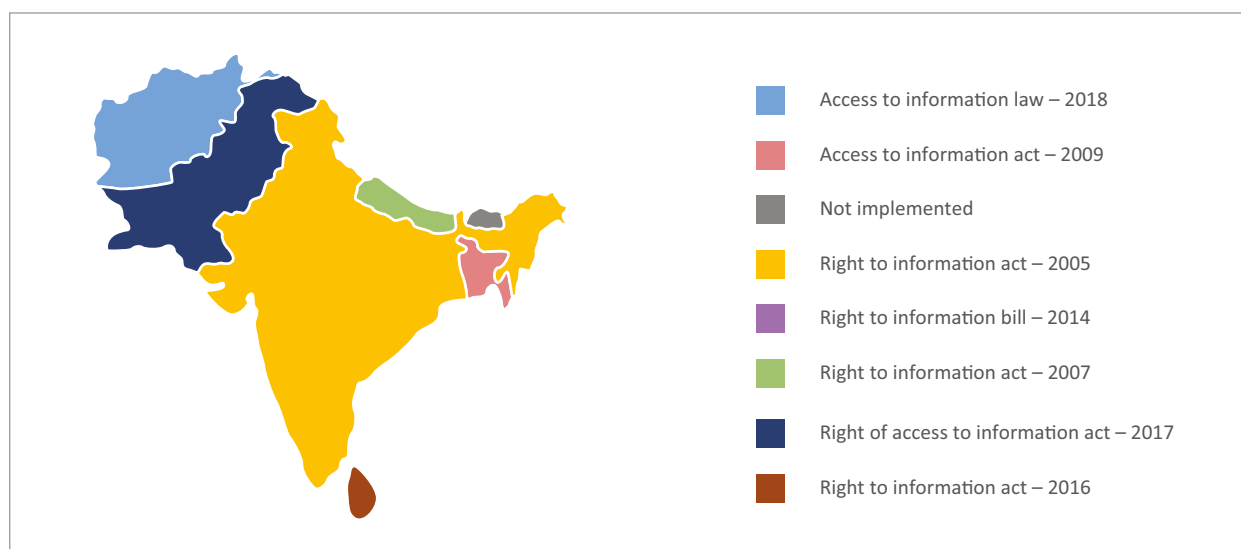 Access to information law – 2018
Access to information act – 2009
Not implemented
Right to information act – 2005
Right to information bill – 2014
Right to information act – 2007
Right of access to information act – 2017
Right to information act – 2016